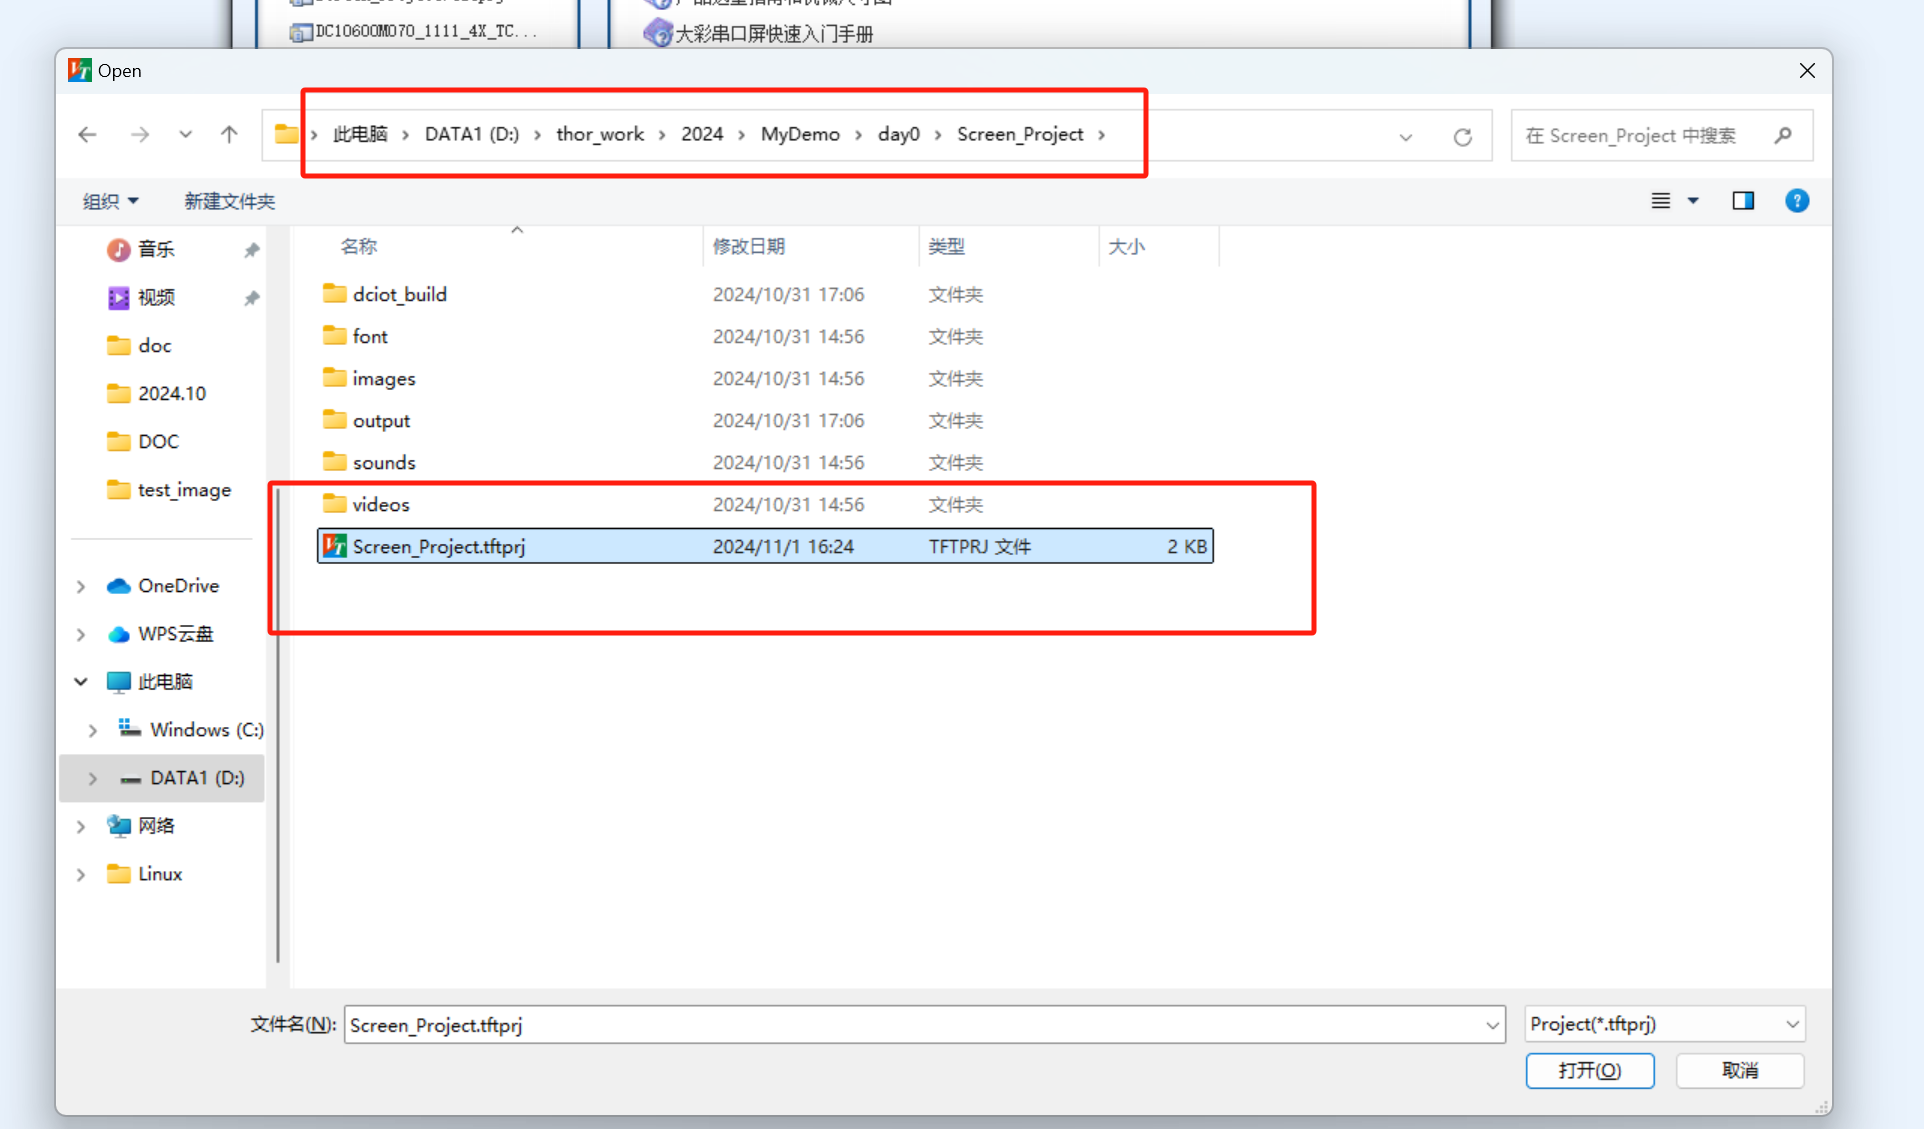 DC10600M070_1111_4X_TC...
大彩串口屏快速入门手册
Open
此电脑 > DATA1 (D:) > thor_work > 2024 > MyDemo > day0 > Screen_Project >
在 Screen_Project 中搜索
组织
新建文件夹
名称 修改日期 类型 大小
音乐
视频
doc
2024.10
DOC
test_image
OneDrive
WPS云盘
此电脑
Windows (C:)
DATA1 (D:)
网络
Linux
dciot_build 2024/10/31 17:06 文件夹
font 2024/10/31 14:56 文件夹
images 2024/10/31 14:56 文件夹
output 2024/10/31 17:06 文件夹
sounds 2024/10/31 14:56 文件夹
videos 2024/10/31 14:56 文件夹
Screen_Project.tftprj 2024/11/1 16:24 TFTPRJ 文件 2 KB
文件名(N): Screen_Project.tftprj
Project(*.tftprj)
打开(O)
取消